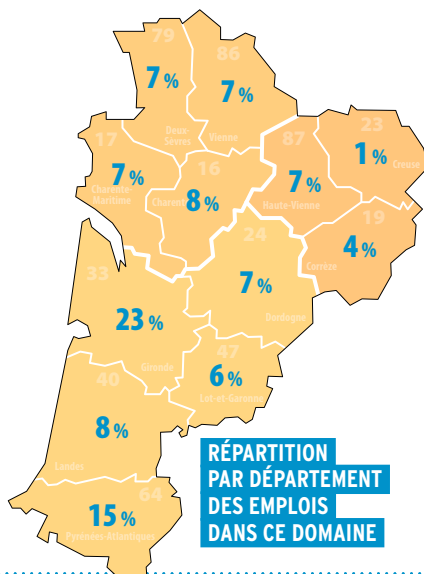 79
7 %
Deux-
Sèvres
86
7 %
Vienne
17
7 %
Charente-
Maritime
16
Charen
8 %
87
7 %
Haute-Vienne
23
1 %
Creuse
19
4 %
Corrèze
24
7 %
Dordogne
33
23 %
Gironde
47
6 %
Lot-et-Garonne
40
8 %
Landes
64
15 %
Pyrénées-Atlantiques
RÉPARTITION
PAR DÉPARTEMENT
DES EMPLOIS
DANS CE DOMAINE